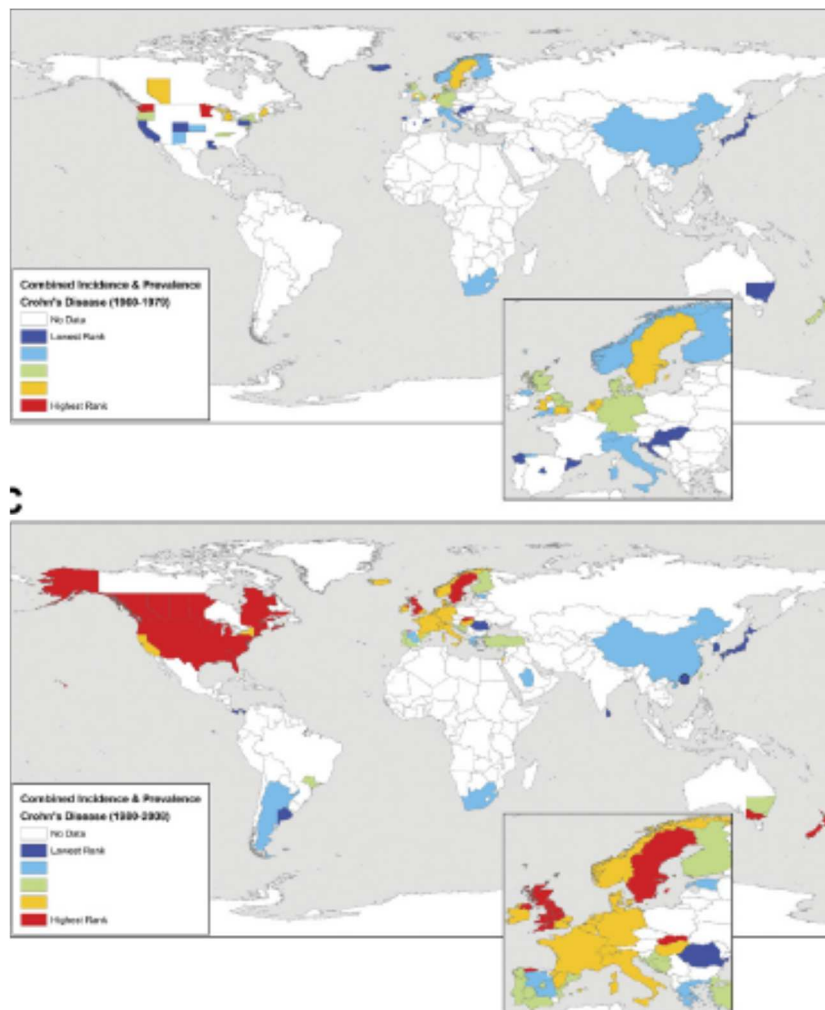 Combined Incidence & Prevalence
Crohn's Disease (1960-1979)
No Data
Lowest Rank
Highest Rank
C
Combined Incidence & Prevalence
Crohn's Disease (1980-2008)
No Data
Lowest Rank
Highest Rank